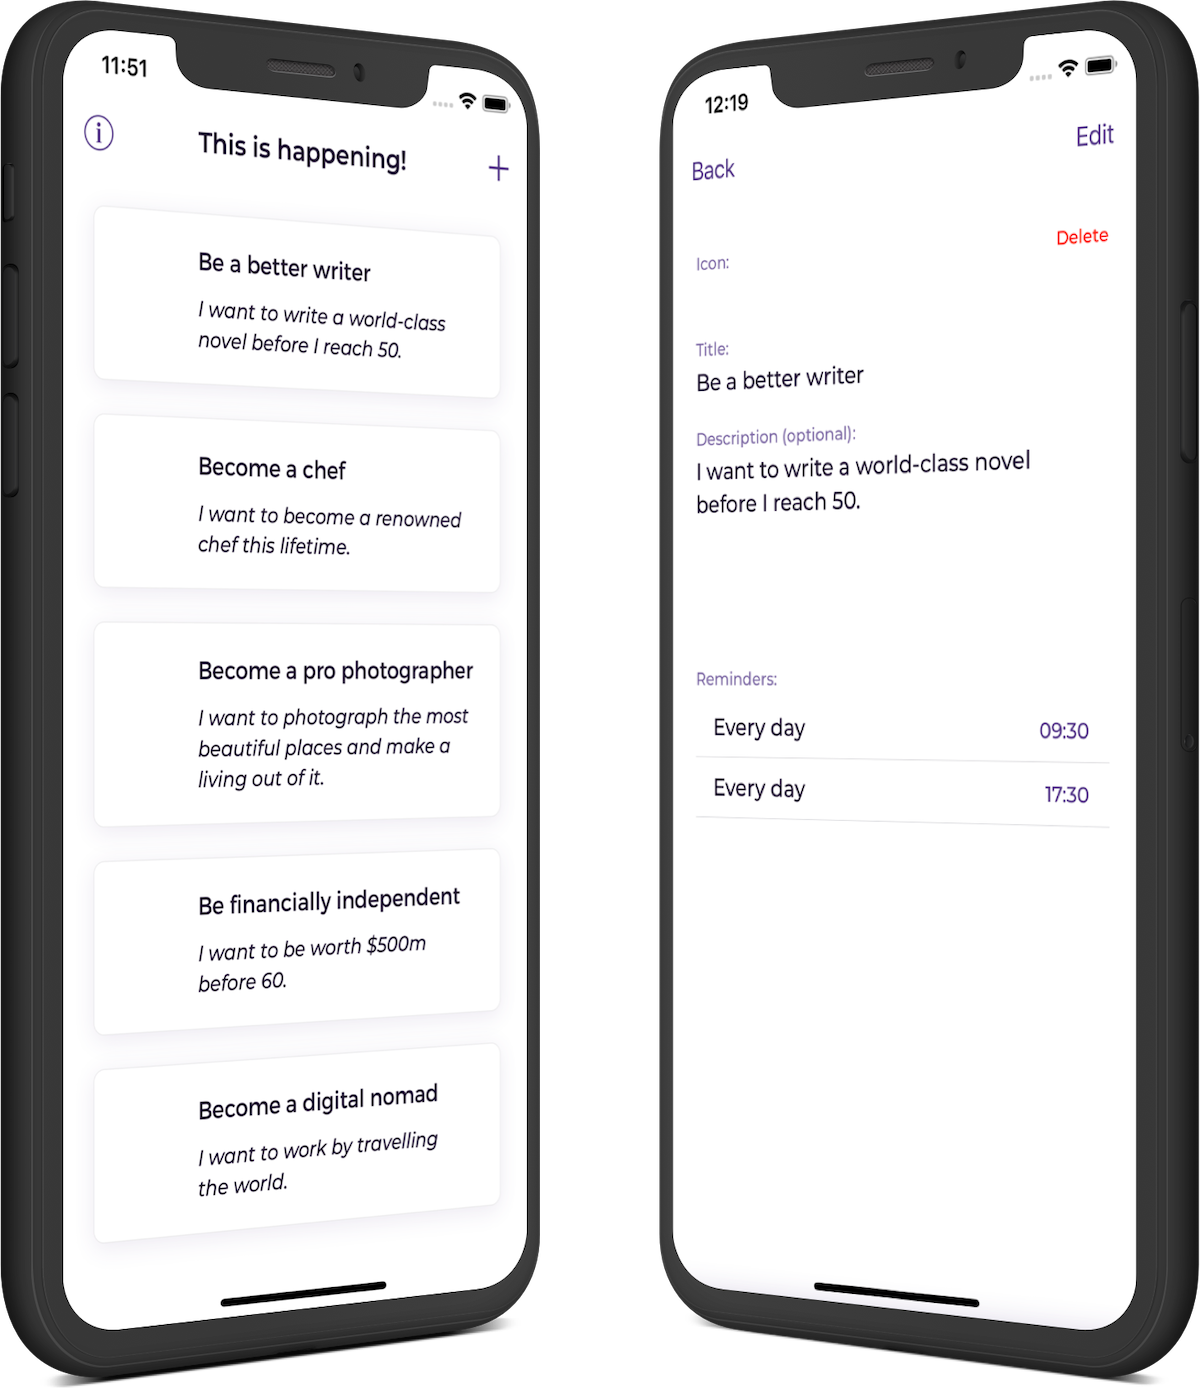 11:51
This is happening!
Be a better writer
I want to write a world-class
novel before I reach 50.
Become a chef
I want to become a renowned
chef this lifetime.
Become a pro photographer
I want to photograph the most
beautiful places and make a
living out of it.
Be financially independent
I want to be worth $500m
before 60.
Become a digital nomad
I want to work by travelling
the world.
12:19
Back
Edit
Delete
Icon:
Title:
Be a better writer
Description (optional):
I want to write a world-class novel
before I reach 50.
Reminders:
Every day 09:30
Every day 17:30